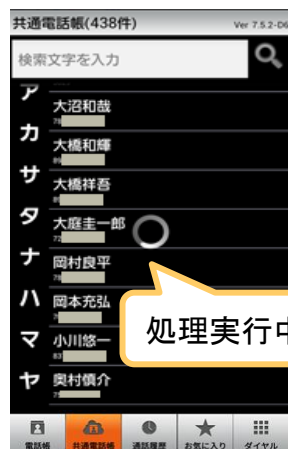 共通電話帳(438件)
Ver 7.5.2-D6
検索文字を入力
ア
大沼和哉
カ
大橋和輝
サ
大橋祥吾
タ
大庭圭一郎
ナ
岡村良平
ハ
岡本充弘
マ
小川悠一
ヤ
奥村慎介
処理実行中
電話帳 共通電話帳 通話履歴 お気に入り ダイヤル